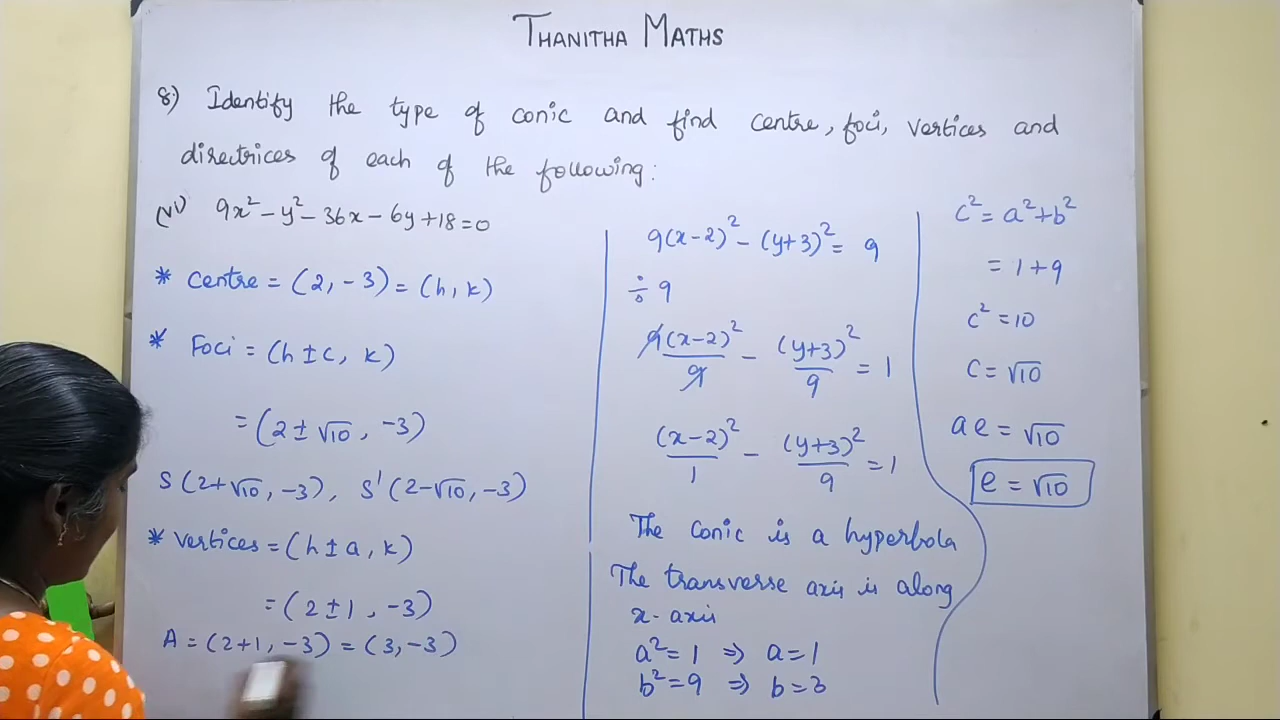 THANITHA MATHS
8) Identify the type of conic and find centre, foci, vertices and
directrices of each of the following:
(vi) 9x² - y² - 36x - 6y + 18 = 0
* Centre = (2, -3) = (h, k)
* Foci = (h ± c, k)
= (2 ± √10, -3)
S(2+√10, -3), S'(2-√10, -3)
* Vertices = (h ± a, k)
= (2 ± 1, -3)
A = (2+1, -3) = (3, -3)
9(x-2)² - (y+3)² = 9
÷ 9
9(x-2)²/9 - (y+3)²/9 = 1
(x-2)²/1 - (y+3)²/9 = 1
The conic is a hyperbola
The transverse axis is along
x-axis
a² = 1 ⇒ a = 1
b² = 9 ⇒ b = 3
c² = a² + b²
= 1 + 9
c² = 10
c = √10
ae = √10
e = √10